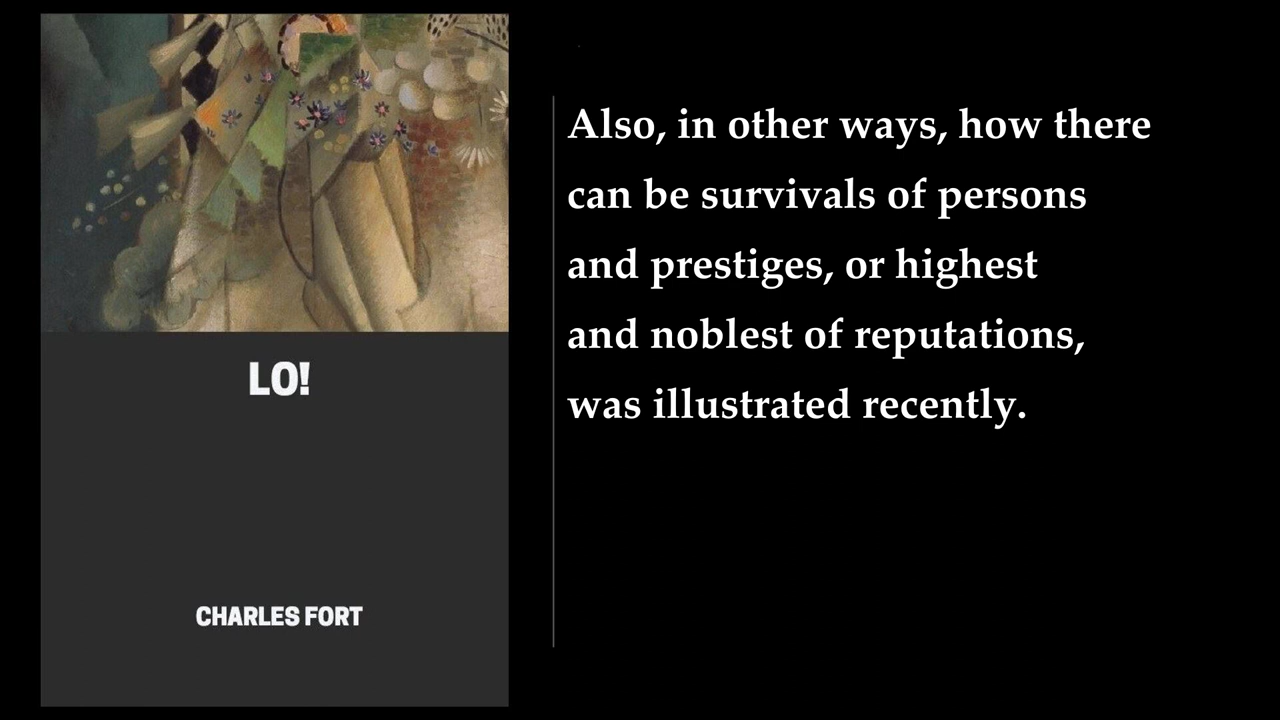 LO!
CHARLES FORT
Also, in other ways, how there
can be survivals of persons
and prestiges, or highest
and noblest of reputations,
was illustrated recently.